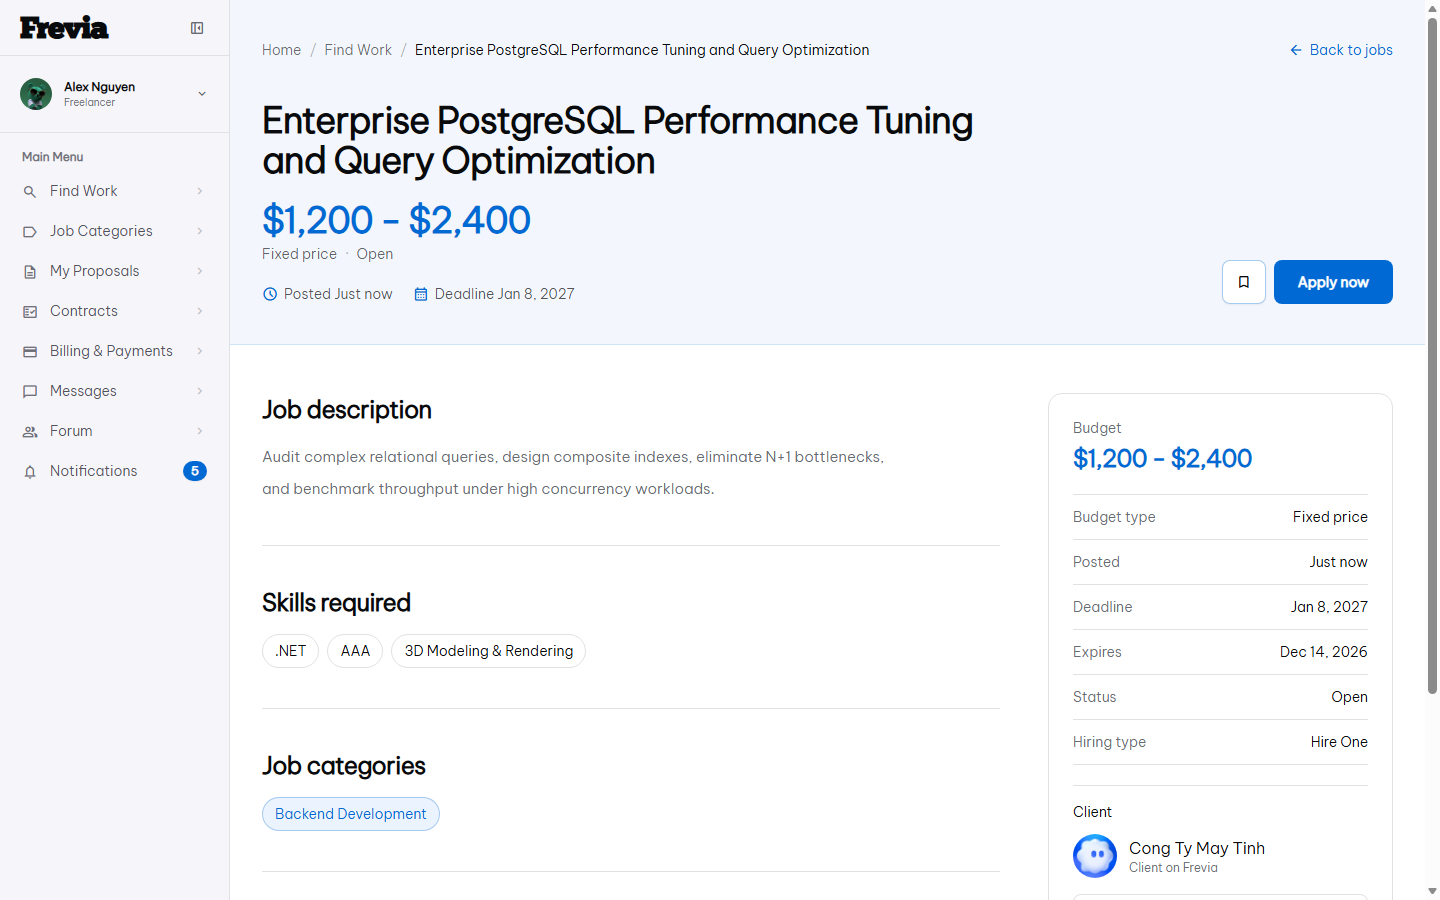 Frevia
Alex Nguyen
Freelancer
Main Menu
Find Work
Job Categories
My Proposals
Contracts
Billing & Payments
Messages
Forum
Notifications 5
Home / Find Work / Enterprise PostgreSQL Performance Tuning and Query Optimization
Back to jobs
Enterprise PostgreSQL Performance Tuning
and Query Optimization
$1,200 – $2,400
Fixed price · Open
Posted Just now Deadline Jan 8, 2027
Apply now
Job description
Audit complex relational queries, design composite indexes, eliminate N+1 bottlenecks,
and benchmark throughput under high concurrency workloads.
Skills required
.NET AAA 3D Modeling & Rendering
Job categories
Backend Development
Budget
$1,200 – $2,400
Budget type Fixed price
Posted Just now
Deadline Jan 8, 2027
Expires Dec 14, 2026
Status Open
Hiring type Hire One
Client
Cong Ty May Tinh
Client on Frevia